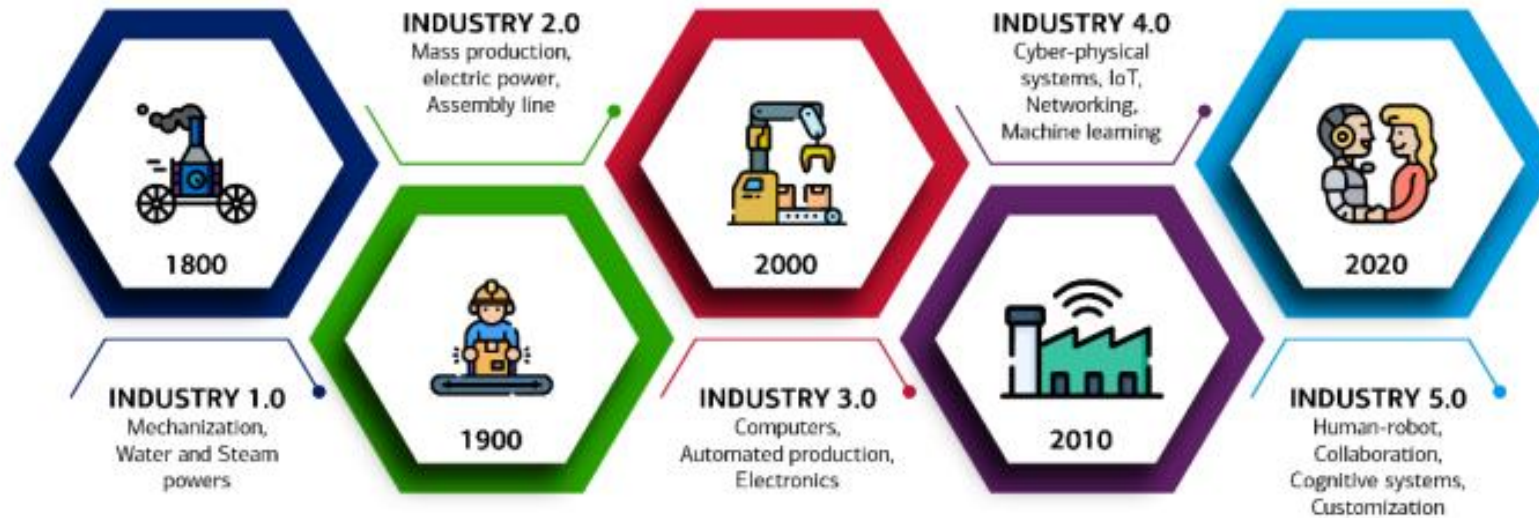 1800
INDUSTRY 1.0
Mechanization,
Water and Steam
powers
INDUSTRY 2.0
Mass production,
electric power,
Assembly line
1900
2000
INDUSTRY 3.0
Computers,
Automated production,
Electronics
INDUSTRY 4.0
Cyber-physical
systems, IoT,
Networking,
Machine learning
2010
2020
INDUSTRY 5.0
Human-robot,
Collaboration,
Cognitive systems,
Customization